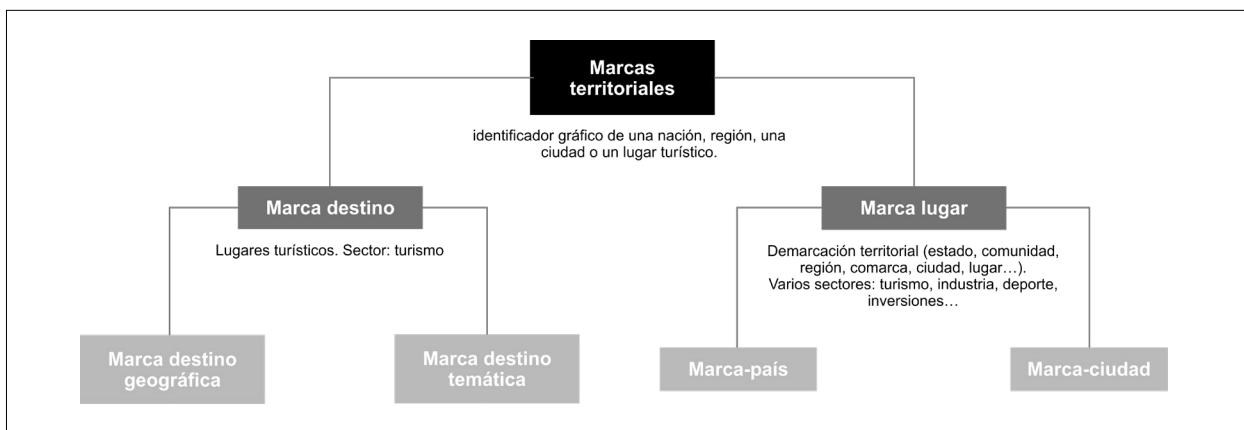 Marcas
territoriales
identificador gráfico de una nación, región, una
ciudad o un lugar turístico.
Marca destino
Marca lugar
Lugares turísticos. Sector: turismo
Demarcación territorial (estado, comunidad,
región, comarca, ciudad, lugar…).
Varios sectores: turismo, industria, deporte,
inversiones…
Marca destino
geográfica
Marca destino
temática
Marca-país
Marca-ciudad